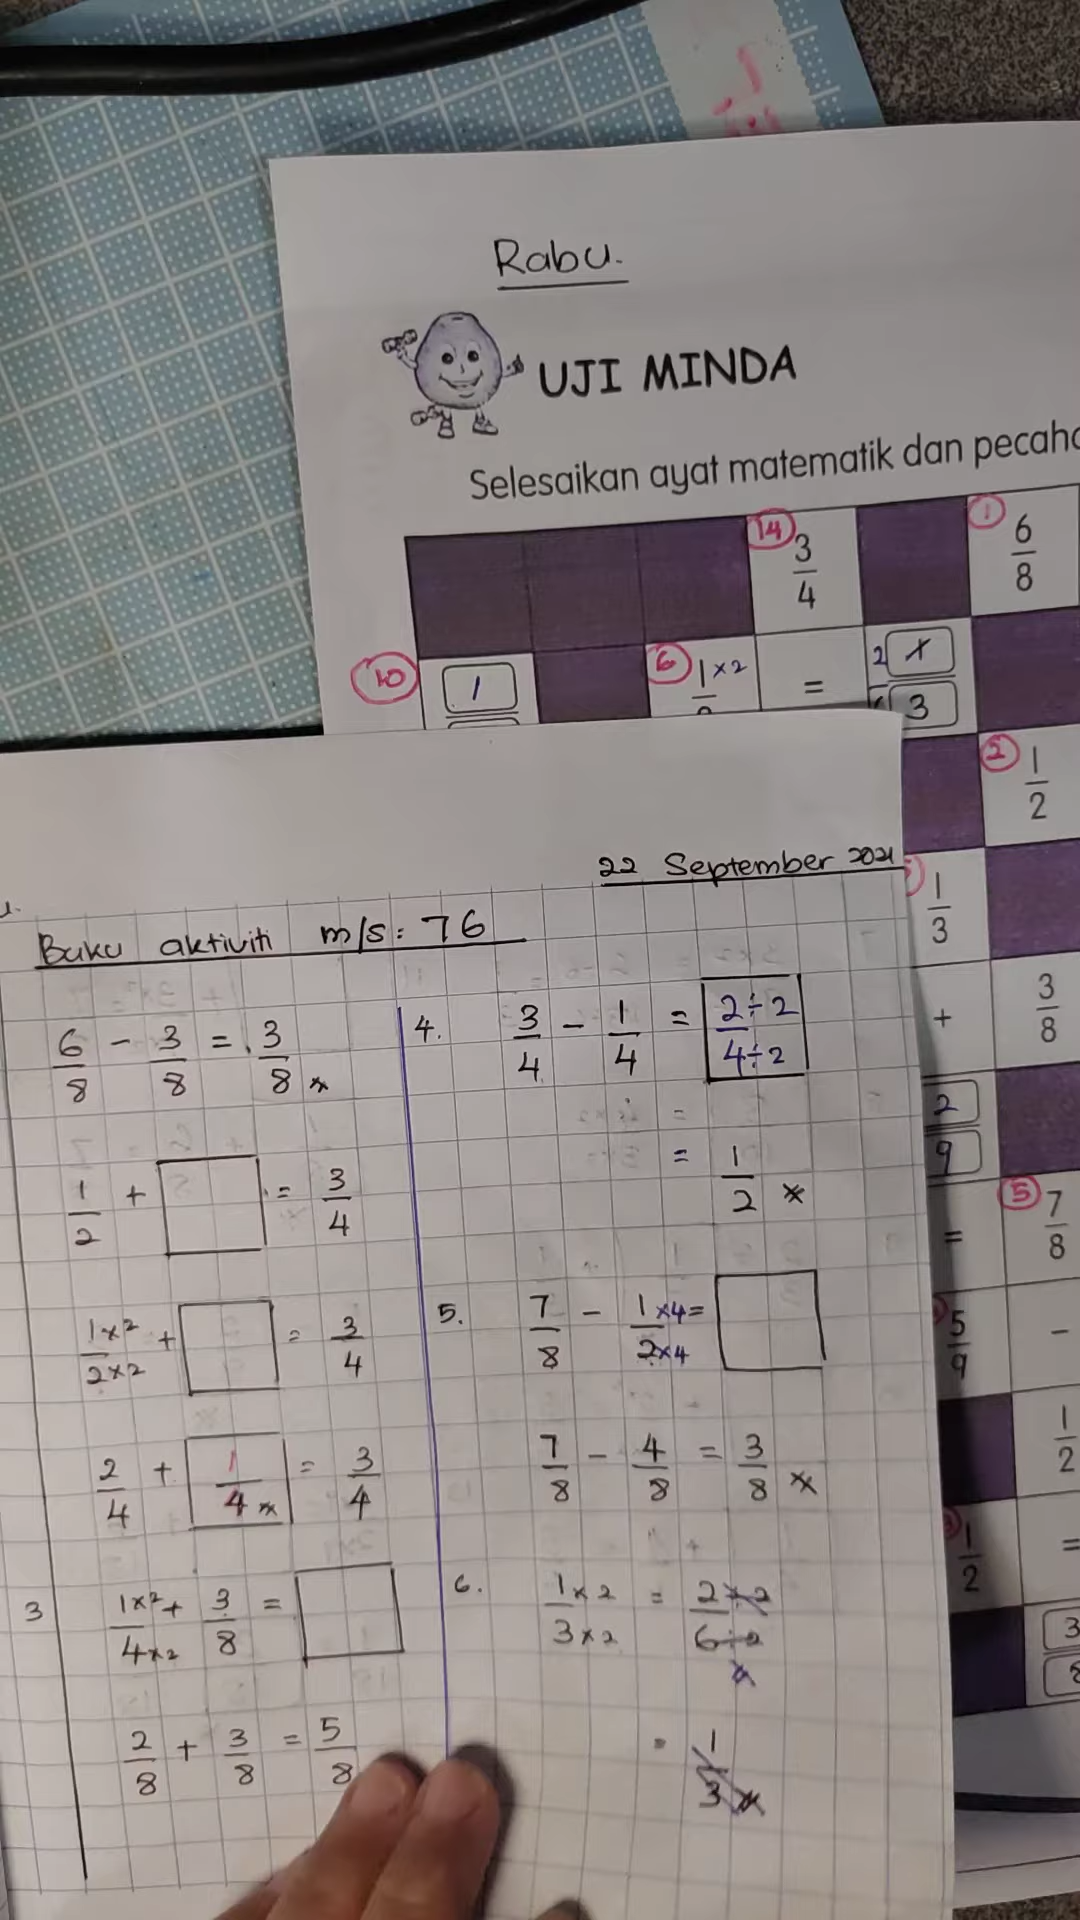 Rabu.
UJI MINDA
Selesaikan ayat matematik dan
14 3/4
1 6/8
10 1
6 1×2
=
2 x
3
2 1/2
1/3
+
3/8
2/9
=
5 7/8
5/9
-
1/2
1/2
=
3
22 September 2021
Buku aktiviti m/s: 76
6/8 - 3/8 = 3/8 x
1/2 + = 3/4
1×2/2×2 + = 3/4
2/4 + 1/4 x = 3/4
3 1×2/4×2 + 3/8 =
2/8 + 3/8 = 5/8
4. 3/4 - 1/4 = 2÷2/4÷2
= 1/2 x
5. 7/8 - 1×4/2×4 =
7/8 - 4/8 = 3/8 x
6. 1×2/3×2 = 2÷2/6÷2
x
= 1/3 x